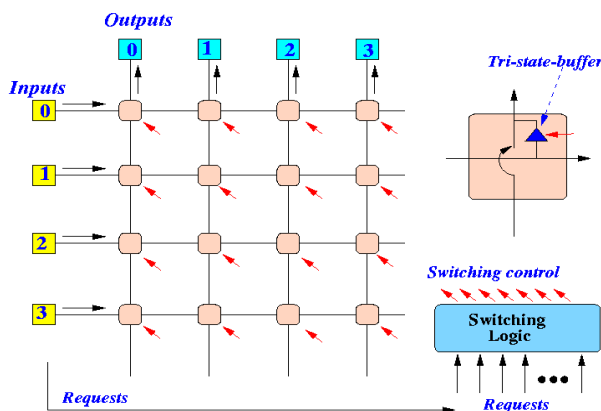 Outputs
0 1 2 3
Tri-state-buffer
Inputs
0
1
2
3
Switching control
Switching
Logic
Requests
Requests